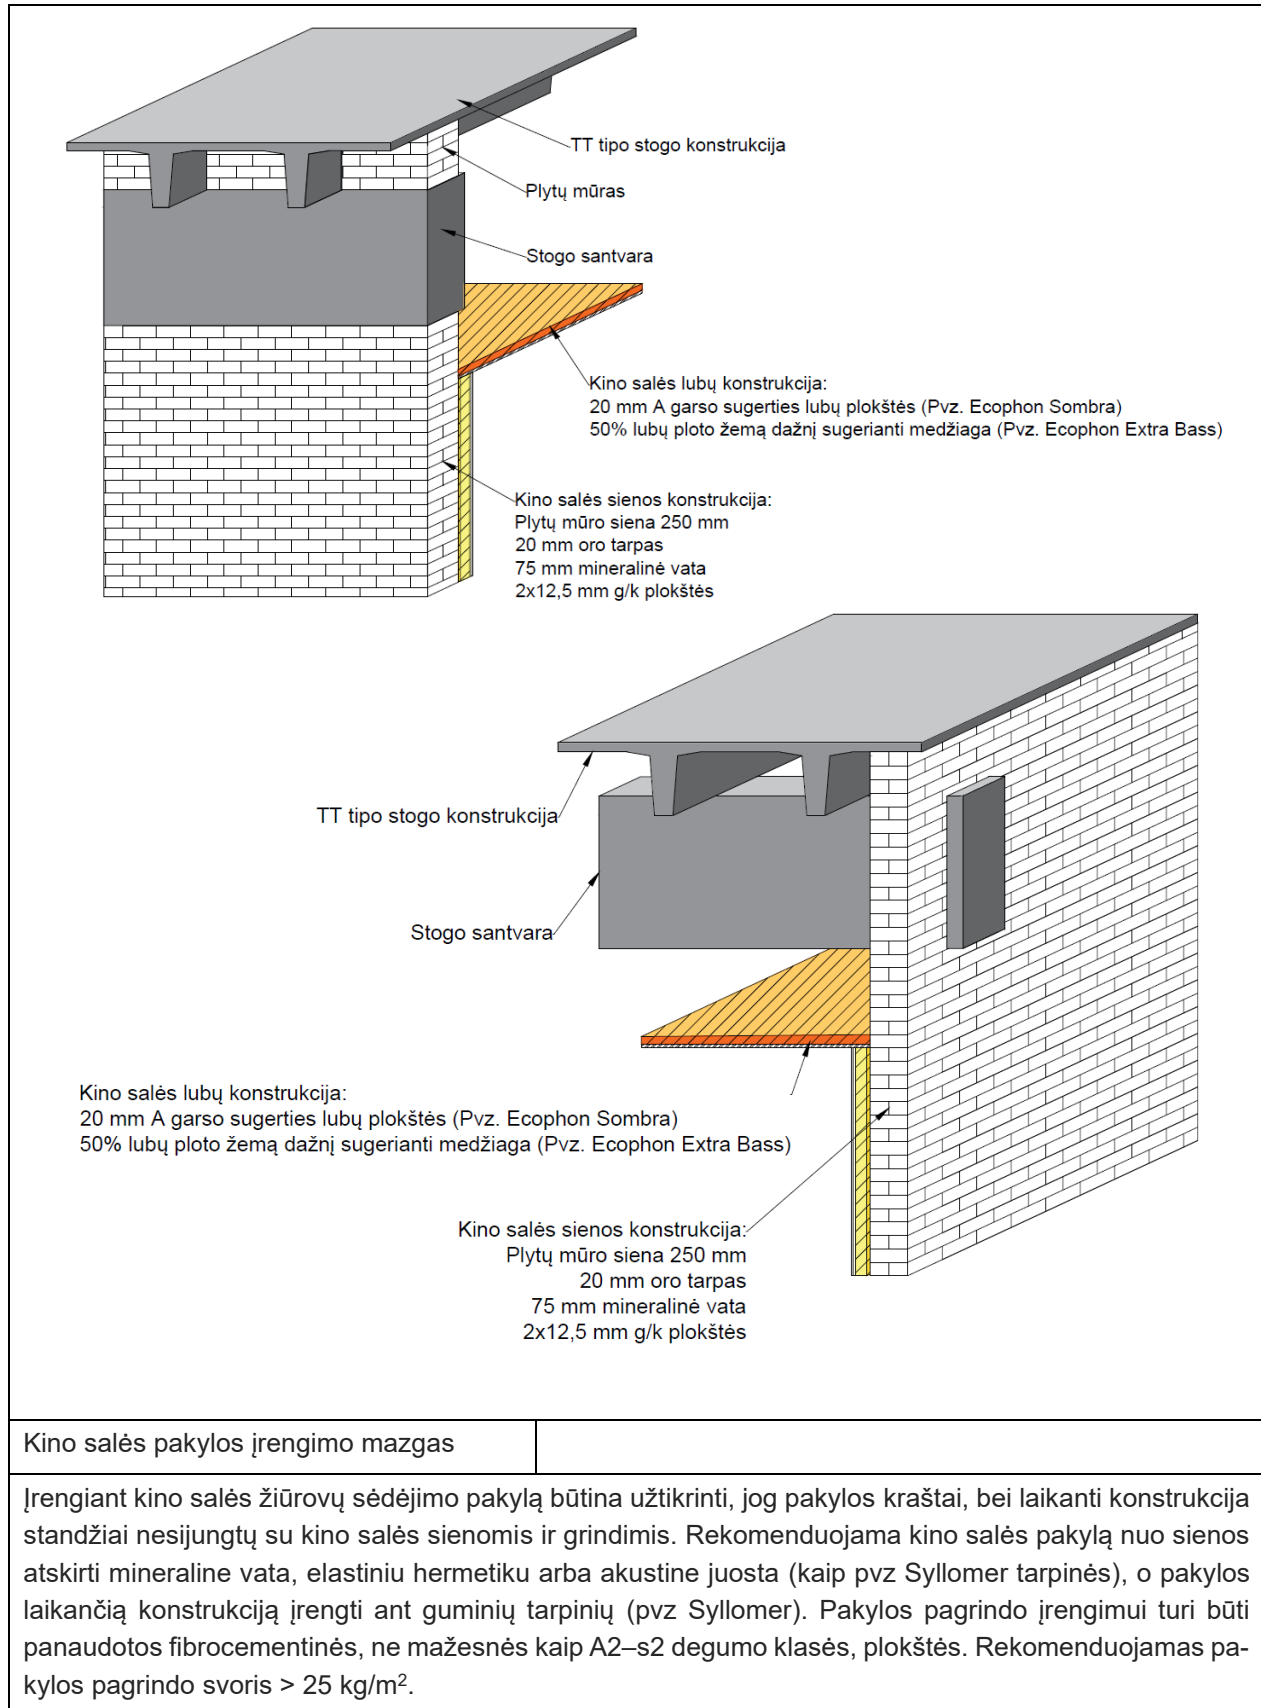 TT tipo stogo konstrukcija
Plytų mūras
Stogo santvara
Kino salės lubų konstrukcija:
20 mm A garso sugerties lubų plokštės (Pvz. Ecophon Sombra)
50% lubų ploto žemą dažnį sugerianti medžiaga (Pvz. Ecophon Extra Bass)
Kino salės sienos konstrukcija:
Plytų mūro siena 250 mm
20 mm oro tarpas
75 mm mineralinė vata
2x12,5 mm g/k plokštės
TT tipo stogo konstrukcija
Stogo santvara
Kino salės lubų konstrukcija:
20 mm A garso sugerties lubų plokštės (Pvz. Ecophon Sombra)
50% lubų ploto žemą dažnį sugerianti medžiaga (Pvz. Ecophon Extra Bass)
Kino salės sienos konstrukcija:
Plytų mūro siena 250 mm
20 mm oro tarpas
75 mm mineralinė vata
2x12,5 mm g/k plokštės
Kino salės pakylos įrengimo mazgas
Įrengiant kino salės žiūrovų sėdėjimo pakylą būtina užtikrinti, jog pakylos kraštai, bei laikanti konstrukcija
standžiai nesijungtų su kino salės sienomis ir grindimis. Rekomenduojama kino salės pakylą nuo sienos
atskirti mineraline vata, elastiniu hermetiku arba akustine juosta (kaip pvz Syllomer tarpinės), o pakylos
laikančią konstrukciją įrengti ant guminių tarpinių (pvz Syllomer). Pakylos pagrindo įrengimui turi būti
panaudotos fibrocementinės, ne mažesnės kaip A2–s2 degumo klasės, plokštės. Rekomenduojamas pa-
kylos pagrindo svoris > 25 kg/m².